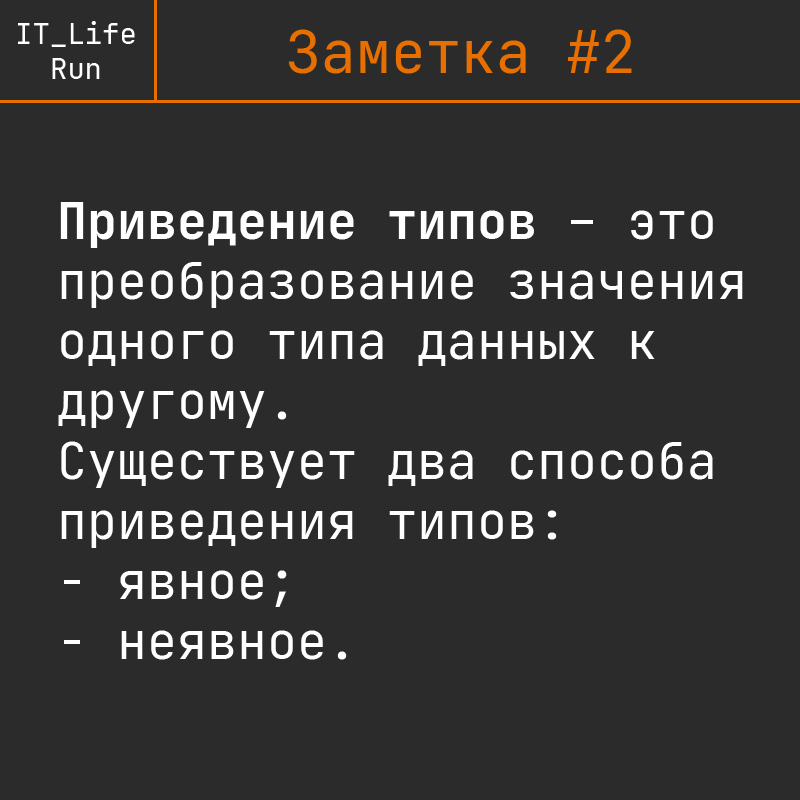 IT_Life
Run
Заметка #2
Приведение типов – это
преобразование значения
одного типа данных к
другому.
Существует два способа
приведения типов:
- явное;
- неявное.